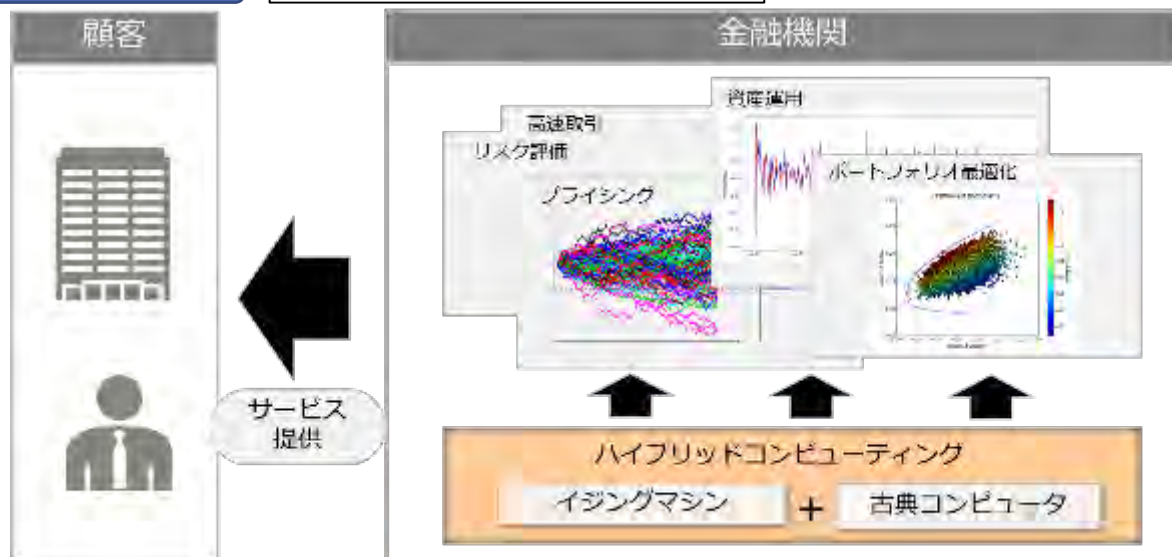 顧客
金融機関
資産運用
高速取引
リスク評価
ポートフォリオ最適化
プライシング
サービス
提供
ハイブリッドコンピューティング
イジングマシン
+
古典コンピュータ